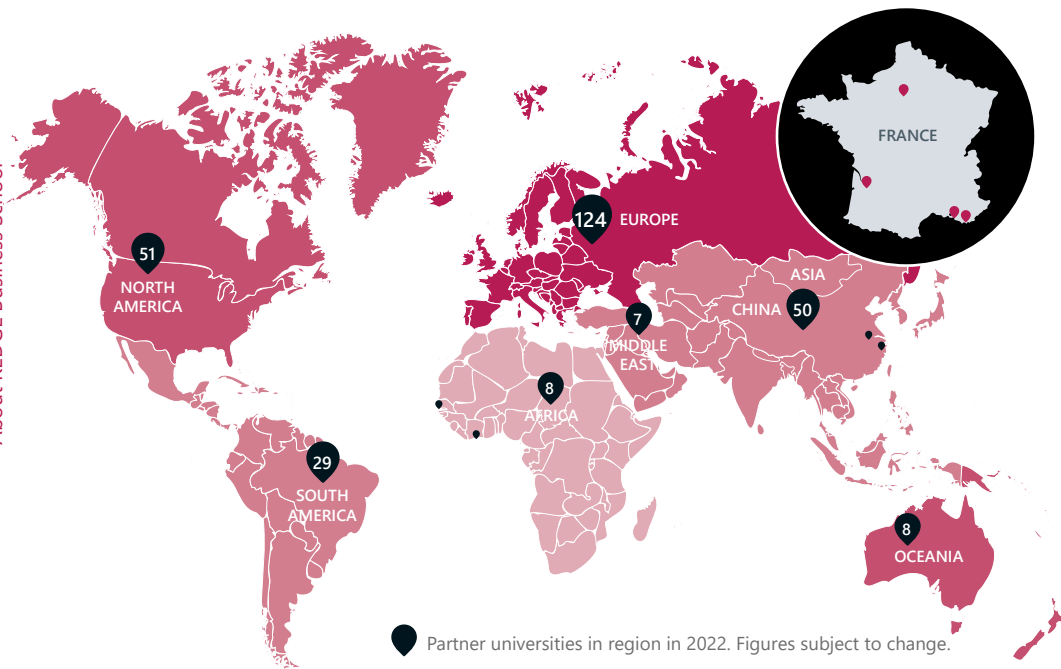 FRANCE
124
EUROPE
51
NORTH
AMERICA
ASIA
CHINA
50
7
MIDDLE
EAST
8
AFRICA
29
SOUTH
AMERICA
8
OCEANIA
Partner universities in region in 2022. Figures subject to change.